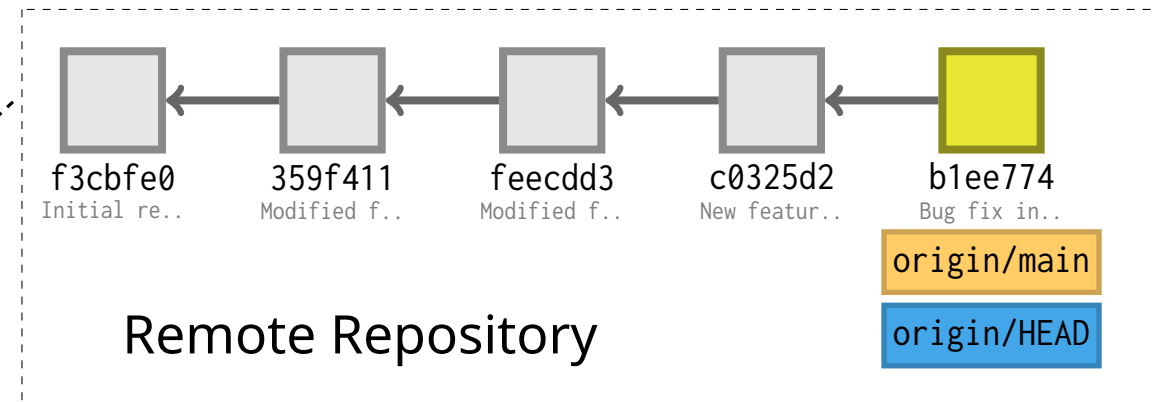 f3cbfe0 359f411 feecdd3 c0325d2 b1ee774
Initial re.. Modified f.. Modified f.. New featur.. Bug fix in..
origin/main
Remote Repository
origin/HEAD